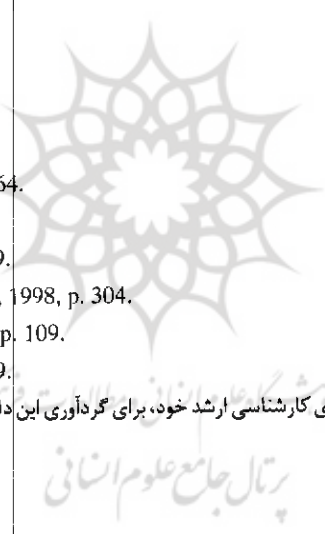 64.
9.
, 1998, p. 304.
p. 109.
9.
ی کارشناسی ارشد خود، برای گردآوری این
پرتال جامع علوم انسانی